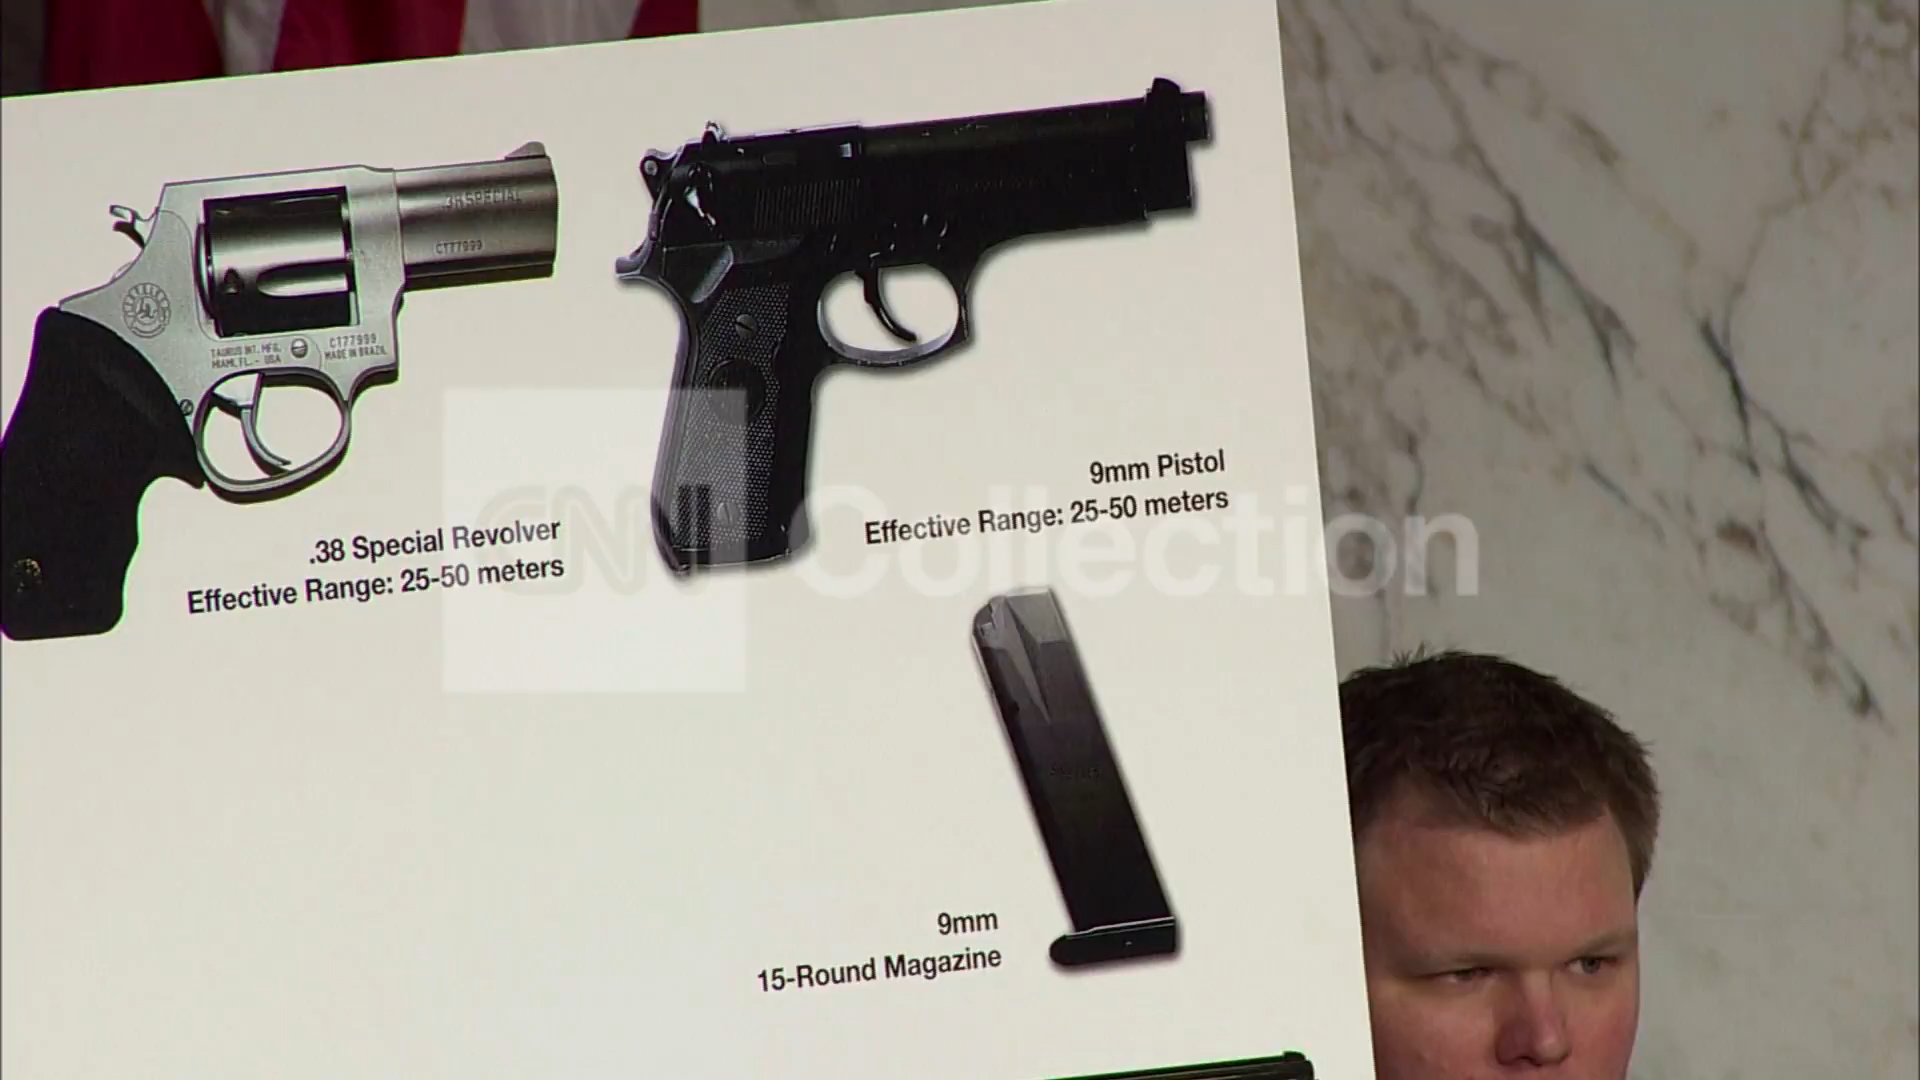 .38 SPECIAL
CT77999
TAURUS INT. MFG.
MIAMI, FL. - USA
CT77999
MADE IN BRAZIL
.38 Special Revolver
Effective Range: 25-50 meters
9mm Pistol
Effective Range: 25-50 meters
CNN Collection
9mm
15-Round Magazine